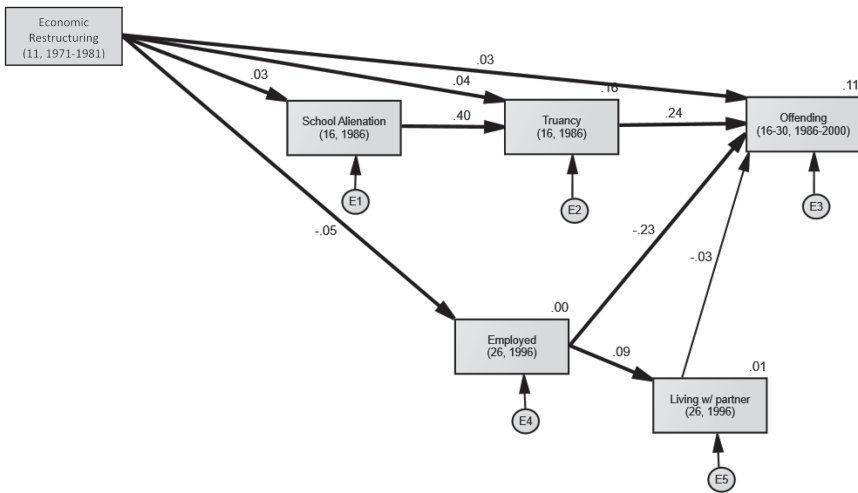 Economic
Restructuring
(11, 1971-1981)
.03
.03
.04
.16
.11
School Alienation
(16, 1986)
.40
Truancy
(16, 1986)
.24
Offending
(16-30, 1986-2000)
E1
E2
E3
-.05
-.23
-.03
.00
Employed
(26, 1996)
.09
.01
Living w/ partner
(26, 1996)
E4
E5